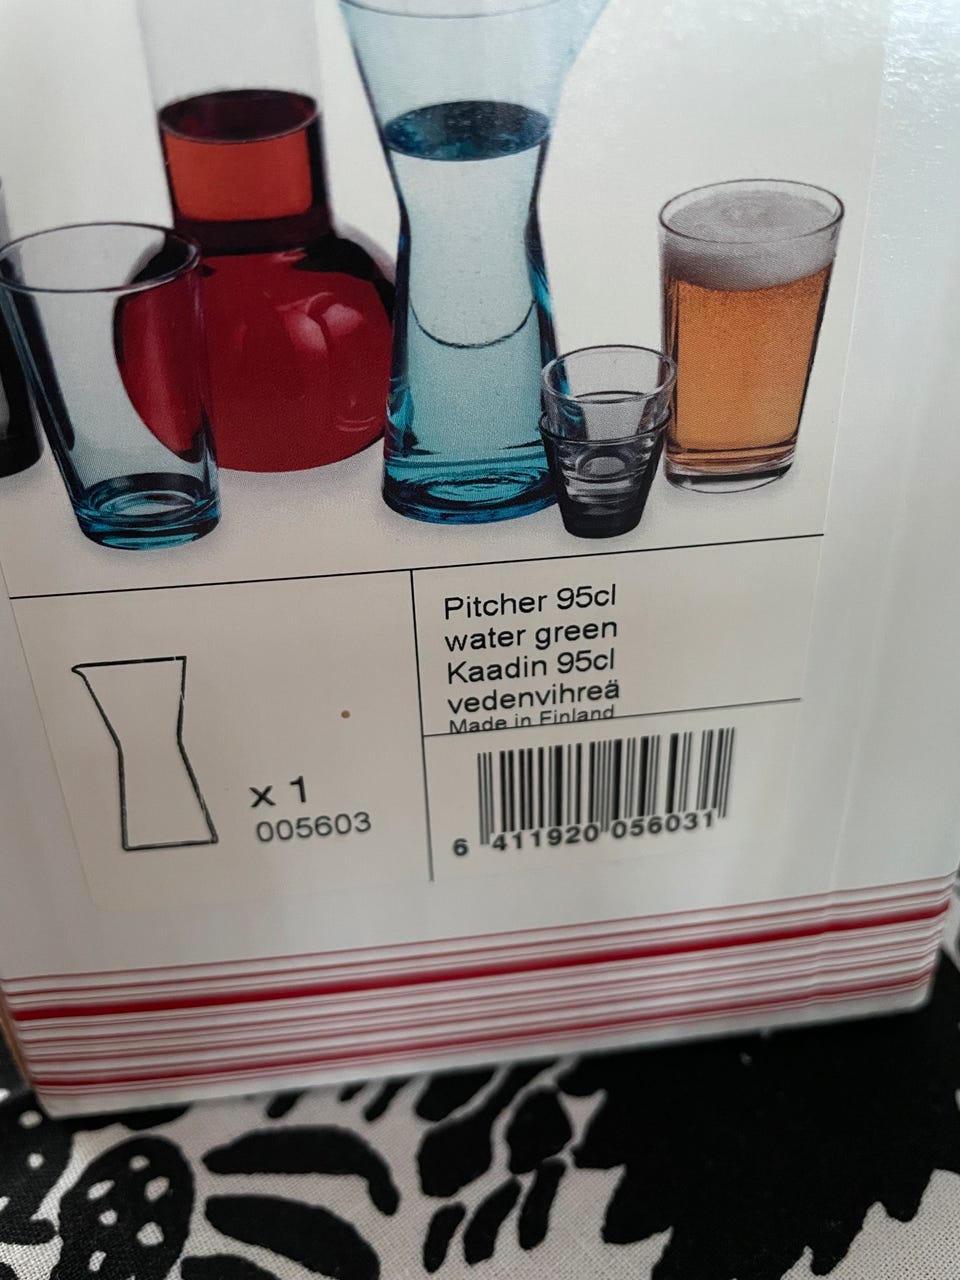 Pitcher 95cl
water green
Kaadin 95cl
vedenvihreä
Made in Finland
x 1
005603
6 411920 056031